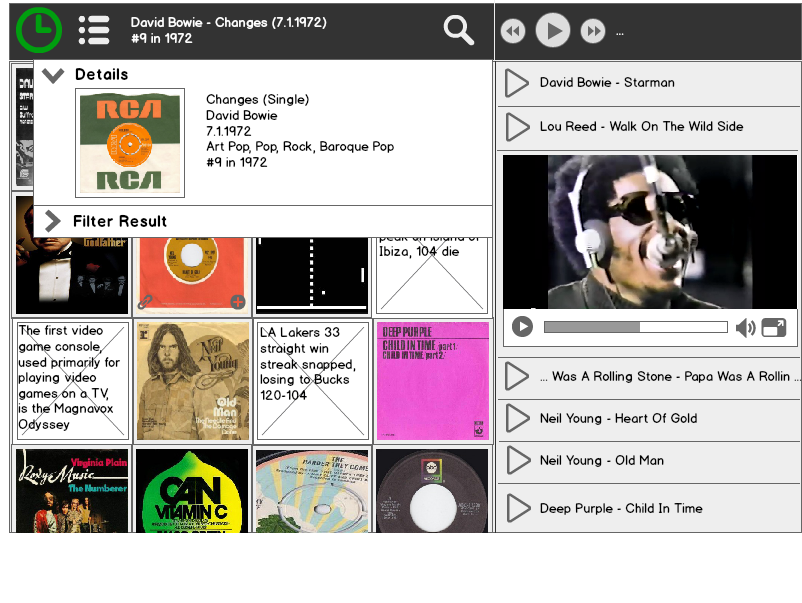 David Bowie - Changes (7.1.1972)
#9 in 1972
...
Details
RCA
RCA
Changes (Single)
David Bowie
7.1.1972
Art Pop, Pop, Rock, Baroque Pop
#9 in 1972
Filter Result
Godfather
peak on island of
Ibiza, 104 die
The first video
game console,
used primarily for
playing video
games on a TV,
is the Magnavox
Odyssey
Neil Young
Old
Man
LA Lakers 33
straight win
streak snapped,
losing to Bucks
120-104
DEEP PURPLE
CHILD IN TIME part 1.
CHILD IN TIME part 2.
Virginia Plain
Roxy Music
The Numberer
CAN
VITAMIN C
THE
HARDER THEY COME
abc
David Bowie - Starman
Lou Reed - Walk On The Wild Side
... Was A Rolling Stone - Papa Was A Rollin ...
Neil Young - Heart Of Gold
Neil Young - Old Man
Deep Purple - Child In Time